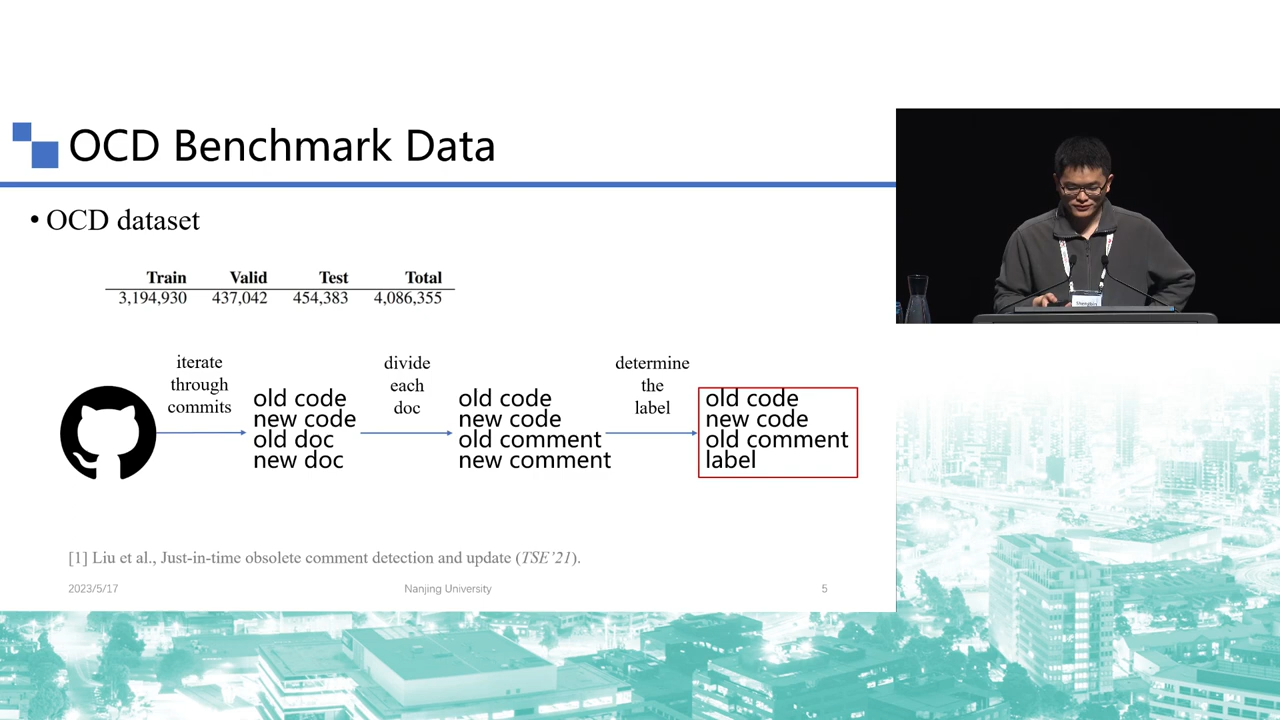 OCD Benchmark Data
• OCD dataset
Train Valid Test Total
3,194,930 437,042 454,383 4,086,355
iterate
through
commits
divide
each
doc
determine
the
label
old code
new code
old doc
new doc
old code
new code
old comment
new comment
old code
new code
old comment
label
[1] Liu et al., Just-in-time obsolete comment detection and update (TSE'21).
2023/5/17 Nanjing University 5